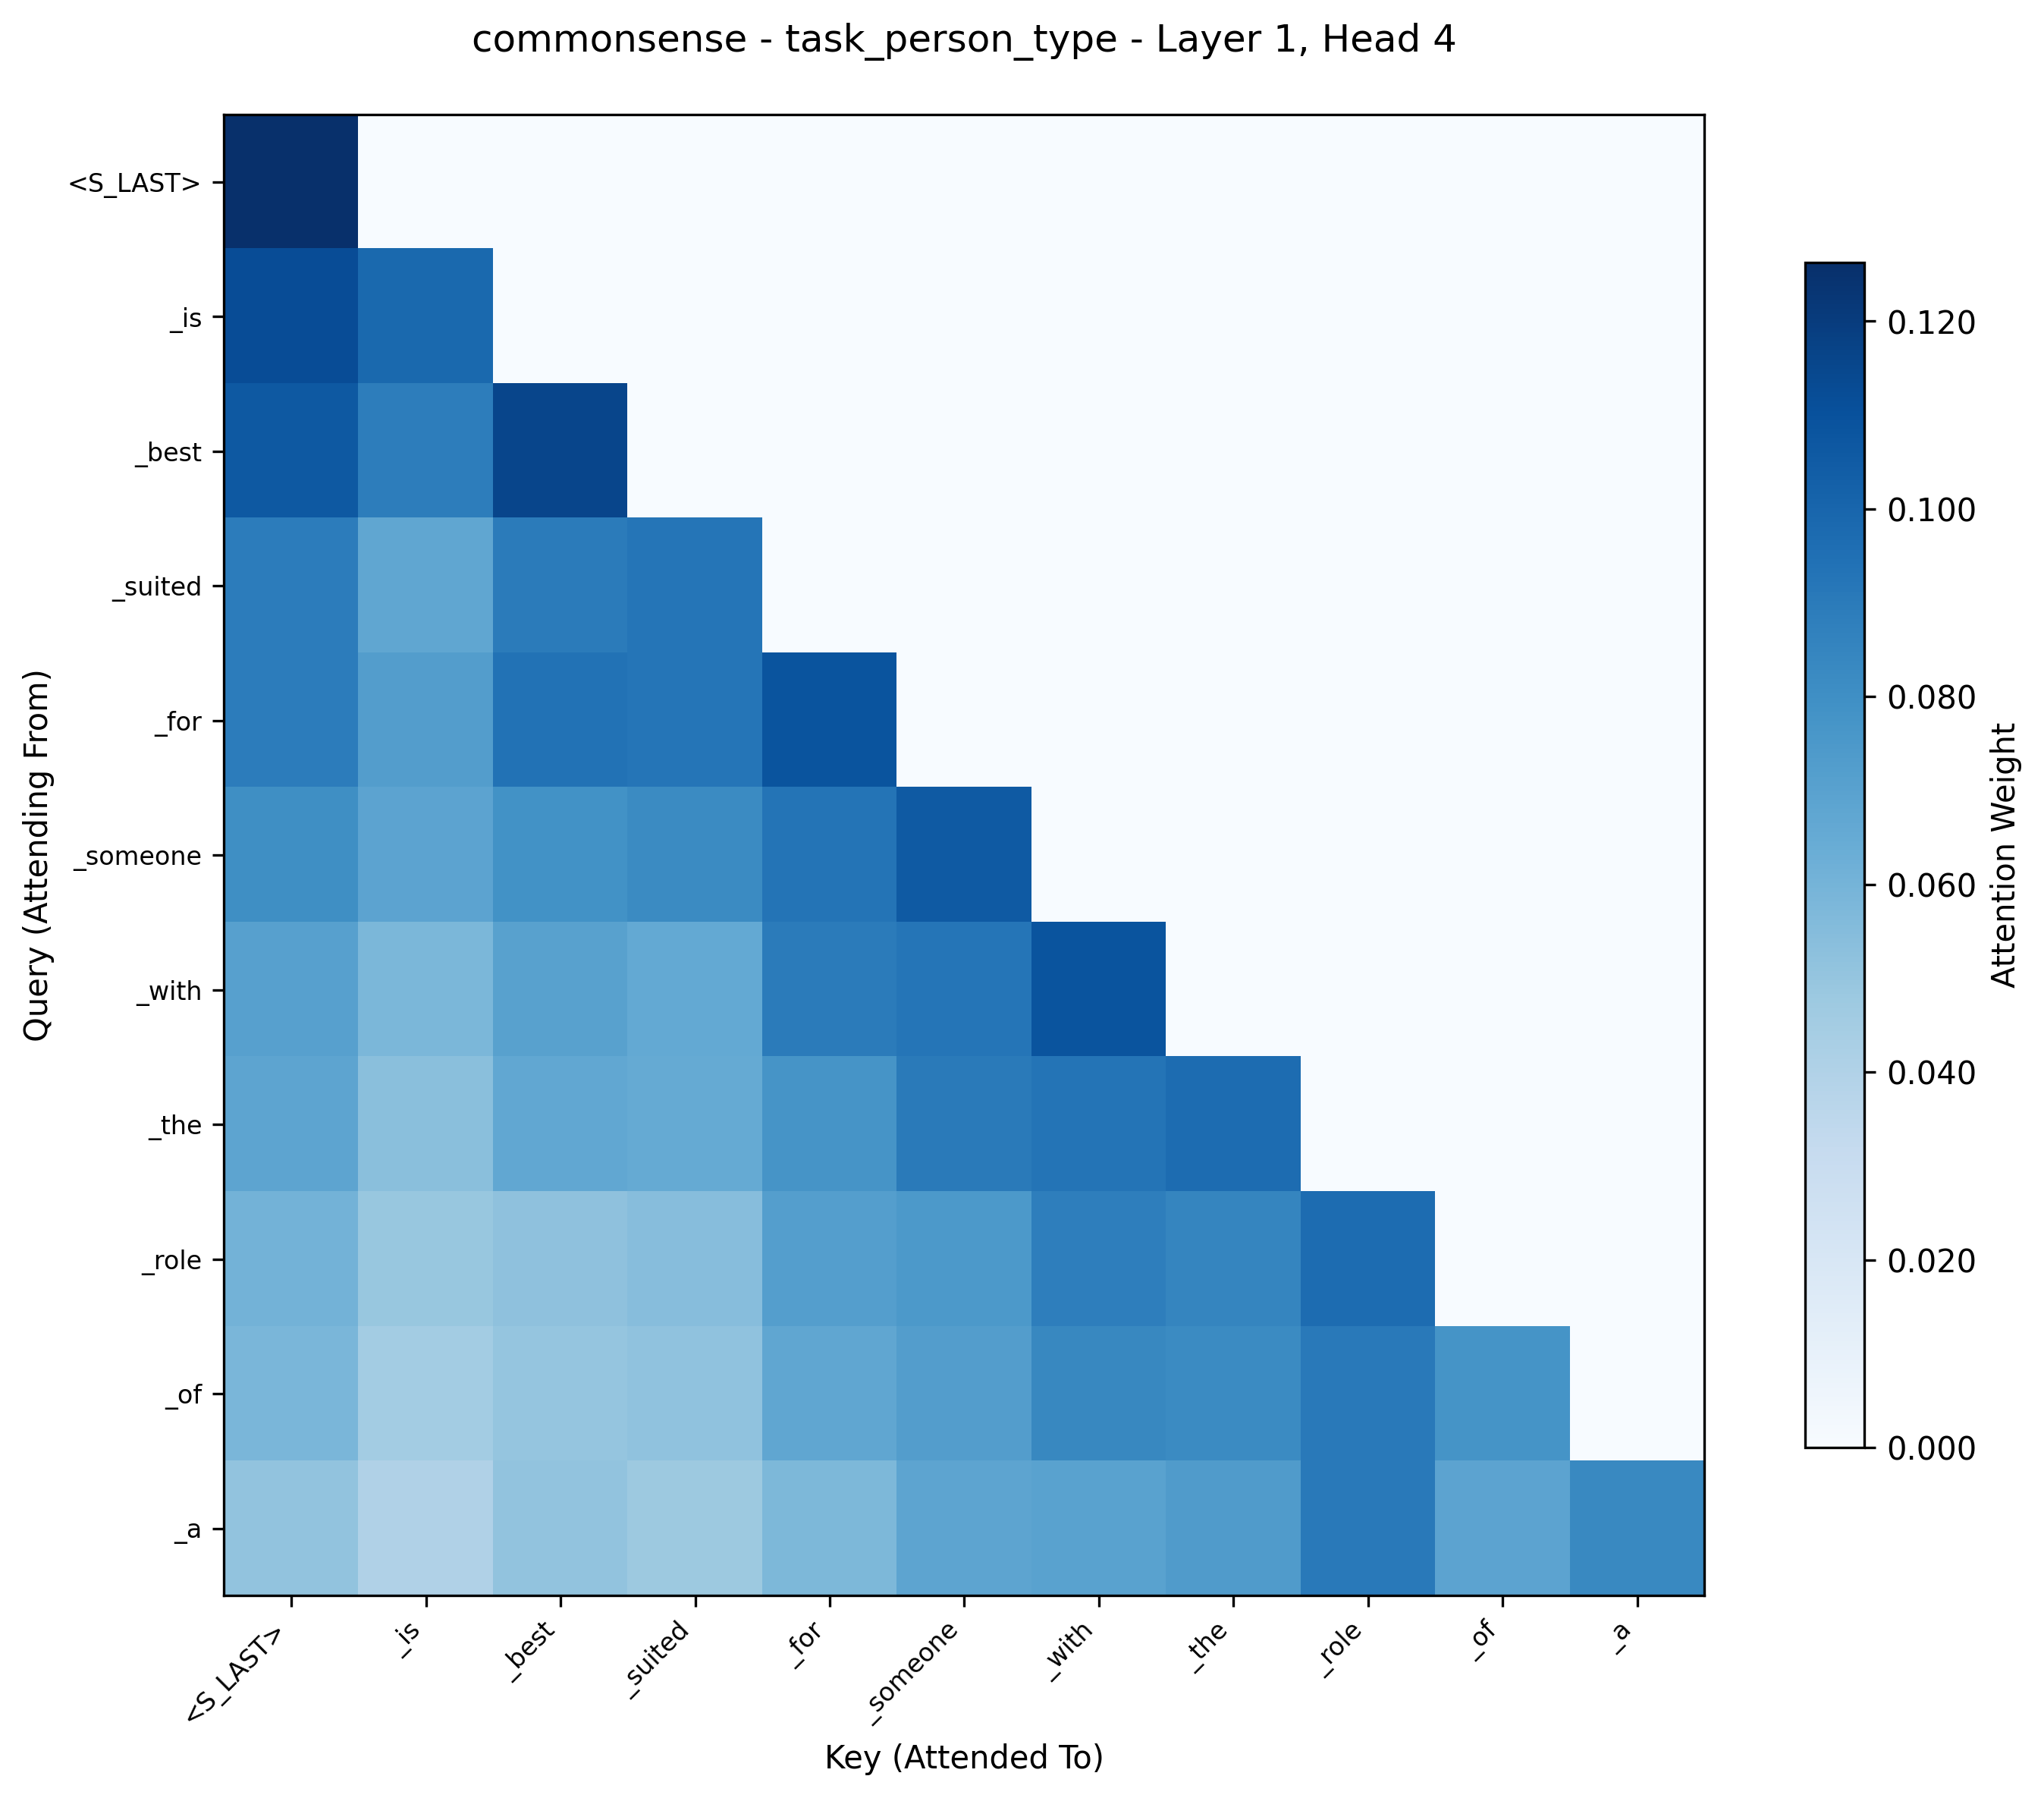 commonsense - task_person_type - Layer 1, Head 4
Query (Attending From)
<S_LAST>
_is
_best
_suited
_for
_someone
_with
_the
_role
_of
_a
<S_LAST>
_is
_best
_suited
_for
_someone
_with
_the
_role
_of
_a
Key (Attended To)
0.120
0.100
0.080
0.060
0.040
0.020
0.000
Attention Weight